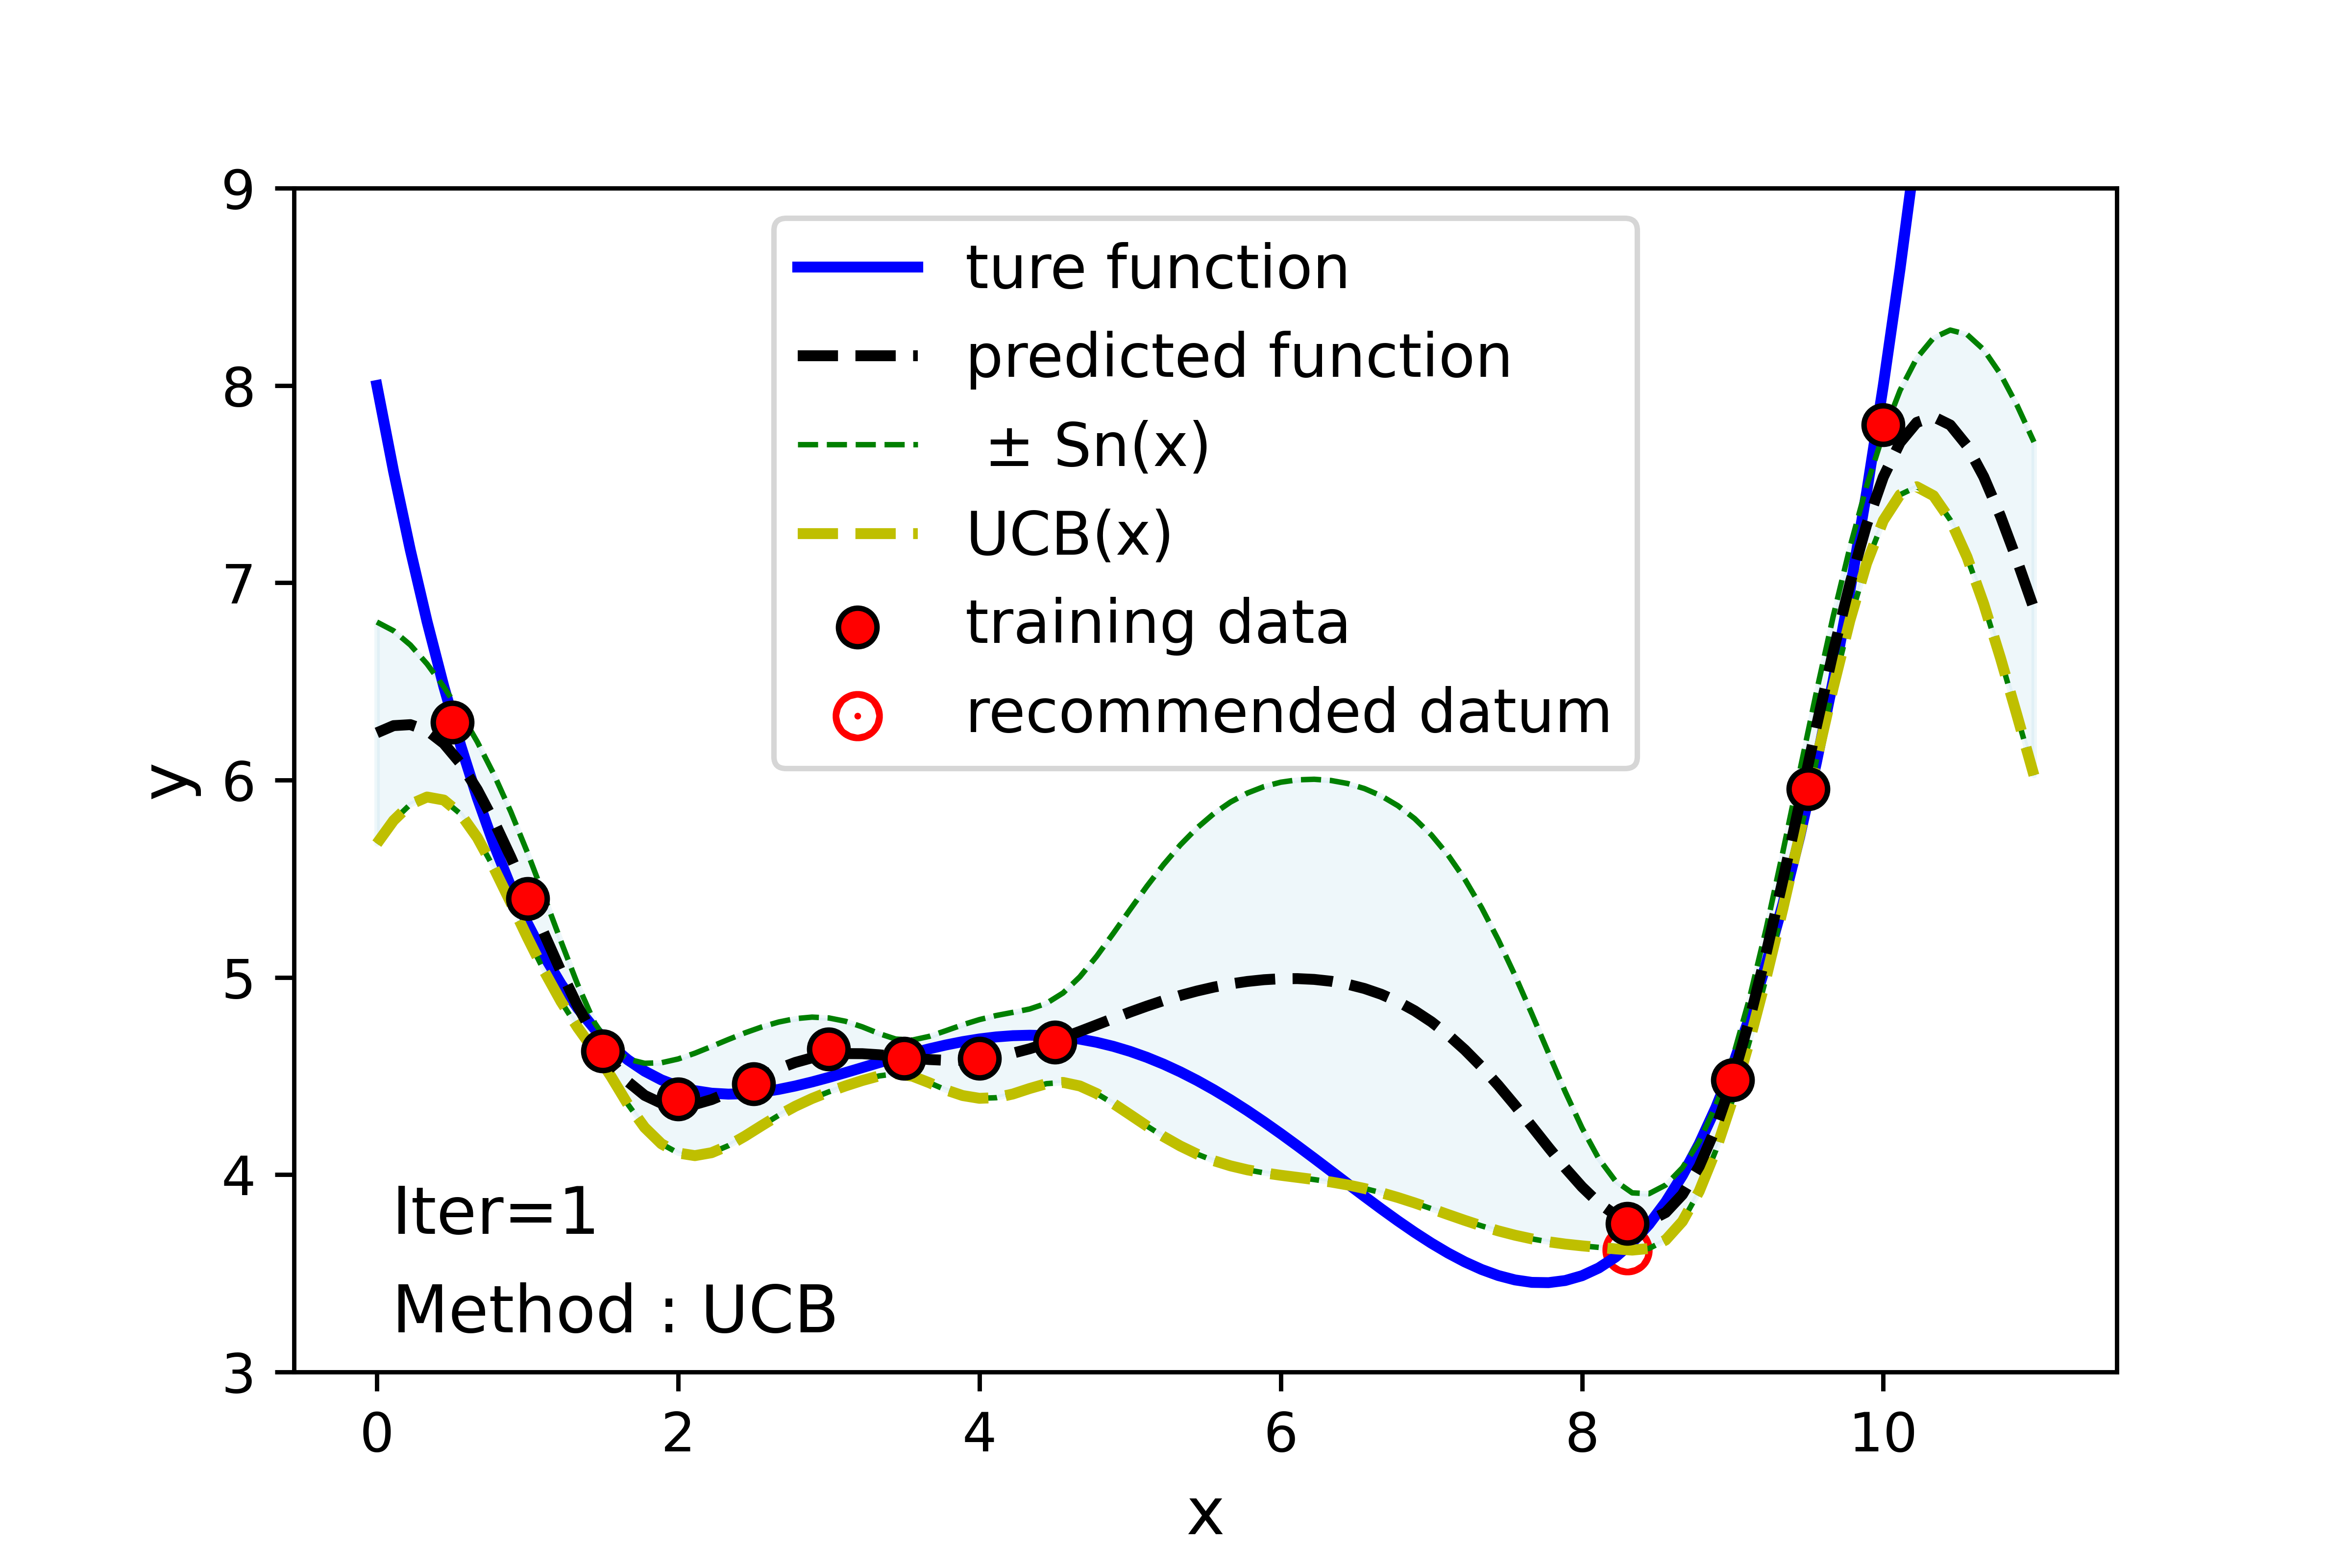 9
8
7
6
5
4
3
y
ture function
predicted function
± Sn(x)
UCB(x)
training data
recommended datum
Iter=1
Method : UCB
0 2 4 6 8 10
x